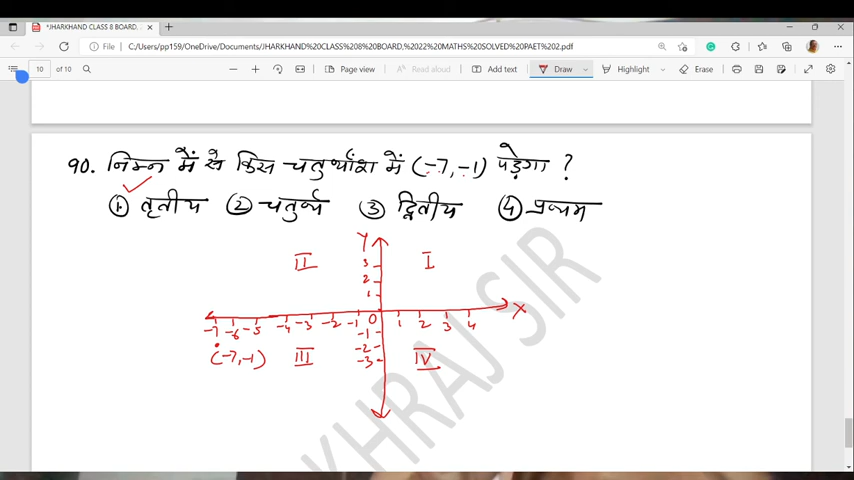 *JHARKHAND CLASS 8 BOARD, 2
File C:/Users/pp159/OneDrive/Documents/JHARKHAND%20CLASS%208%20BOARD,%2022%20MATHS%20SOLVED%20PAET%202.pdf
10 of 10 Page view Read aloud Add text Draw Highlight Erase
90. निम्न में से किस चतुर्थांश में (-7,-1) पड़ेगा ?
① तृतीय ② चतुर्थ ③ द्वितीय ④ प्रथम
Y
II 3 I
2
1
-7 -6 -5 -4 -3 -2 -1 0 1 2 3 4 X
-1
-2
(-7,-1) III -3 IV
KHRAJ SIR